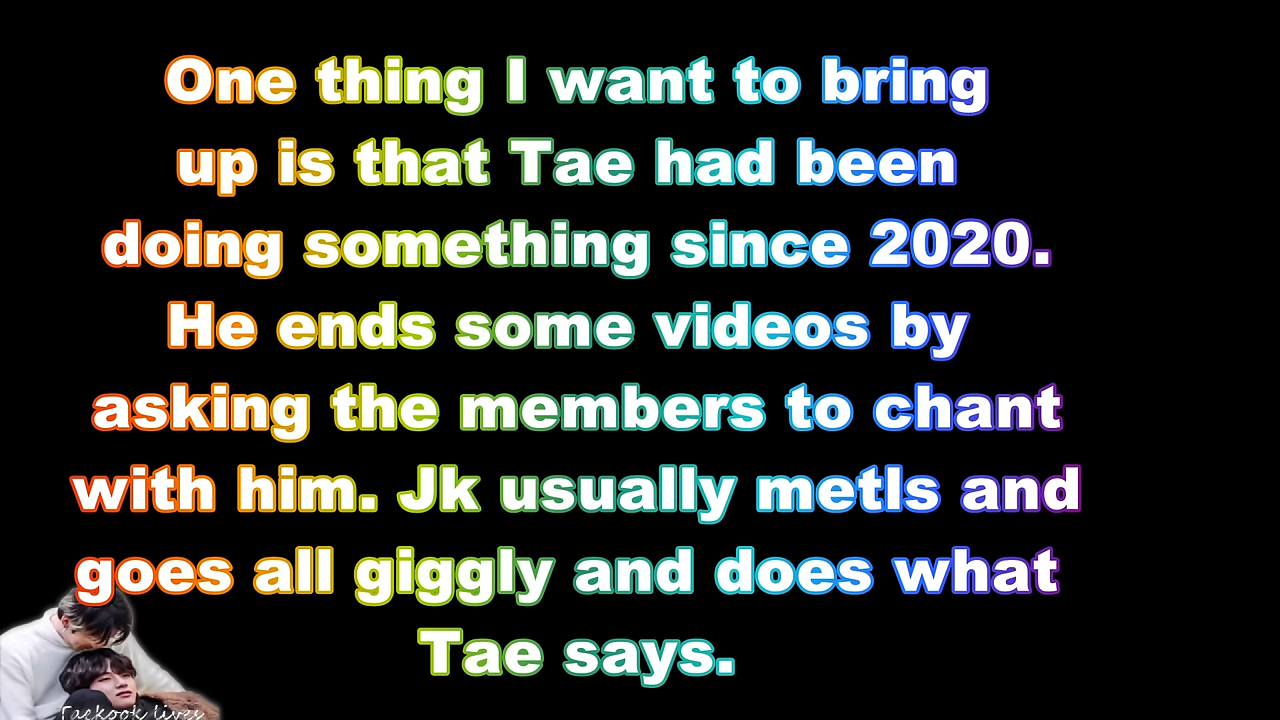 One thing I want to bring
up is that Tae had been
doing something since 2020.
He ends some videos by
asking the members to chant
with him. Jk usually metls and
goes all giggly and does what
Tae says.
Taekook lives